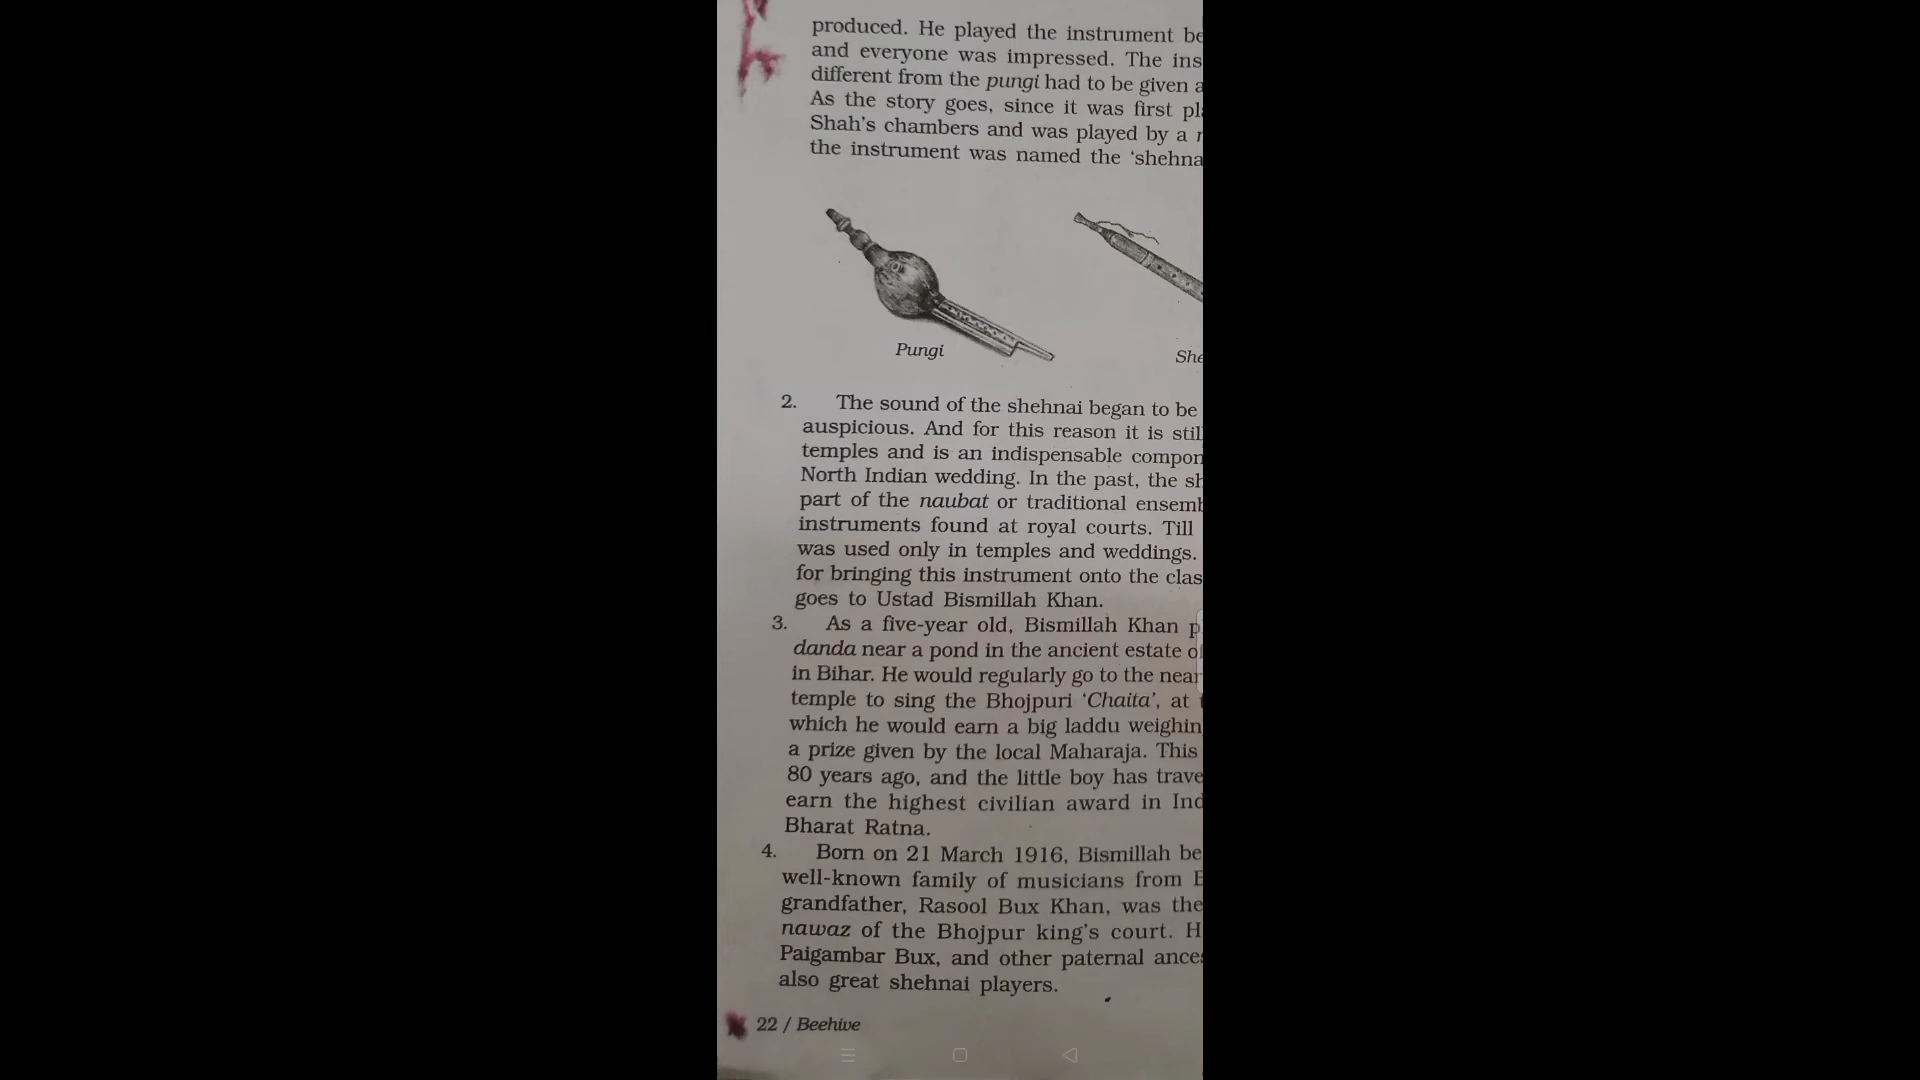 produced. He played the instrument be
and everyone was impressed. The ins
different from the pungi had to be given a
As the story goes, since it was first pl
Shah's chambers and was played by a
the instrument was named the 'shehna
Pungi
She
2. The sound of the shehnai began to be
auspicious. And for this reason it is still
temples and is an indispensable compon
North Indian wedding. In the past, the sh
part of the naubat or traditional ensemb
instruments found at royal courts. Till
was used only in temples and weddings.
for bringing this instrument onto the clas
goes to Ustad Bismillah Khan.
3. As a five-year old, Bismillah Khan p
danda near a pond in the ancient estate of
in Bihar. He would regularly go to the near
temple to sing the Bhojpuri 'Chaita', at
which he would earn a big laddu weighin
a prize given by the local Maharaja. This
80 years ago, and the little boy has trave
earn the highest civilian award in Ind
Bharat Ratna.
4. Born on 21 March 1916, Bismillah be
well-known family of musicians from
grandfather, Rasool Bux Khan, was the
nawaz of the Bhojpur king's court. H
Paigambar Bux, and other paternal ances
also great shehnai players.
22 / Beehive